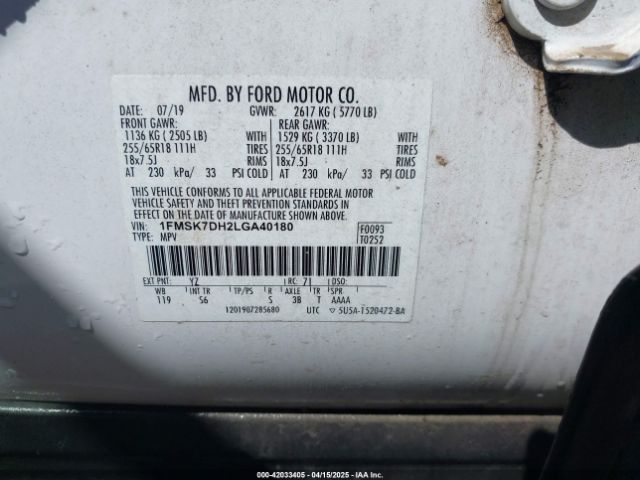 MFD. BY FORD MOTOR CO.
DATE: 07/19 GVWR: 2617 KG ( 5770 LB)
FRONT GAWR: REAR GAWR:
1136 KG ( 2505 LB) WITH 1529 KG ( 3370 LB) WITH
255/65R18 111H TIRES 255/65R18 111H TIRES
18x7.5J RIMS 18x7.5J RIMS
AT 230 kPa/ 33 PSI COLD AT 230 kPa/ 33 PSI COLD
THIS VEHICLE CONFORMS TO ALL APPLICABLE FEDERAL MOTOR
VEHICLE SAFETY AND THEFT PREVENTION STANDARDS IN
EFFECT ON THE DATE OF MANUFACTURE SHOWN ABOVE.
VIN: 1FMSK7DH2LGA40180 F0093
TYPE: MPV T0252
EXT PNT: YZ RC: 71 DSO:
WB INT TR TP/PS R AXLE TR SPR
119 S6 S 3B T AAAA
1201907285680 UTC ▽ 5U5A-1520472-BA
000-42033405 - 04/15/2025 - IAA Inc.